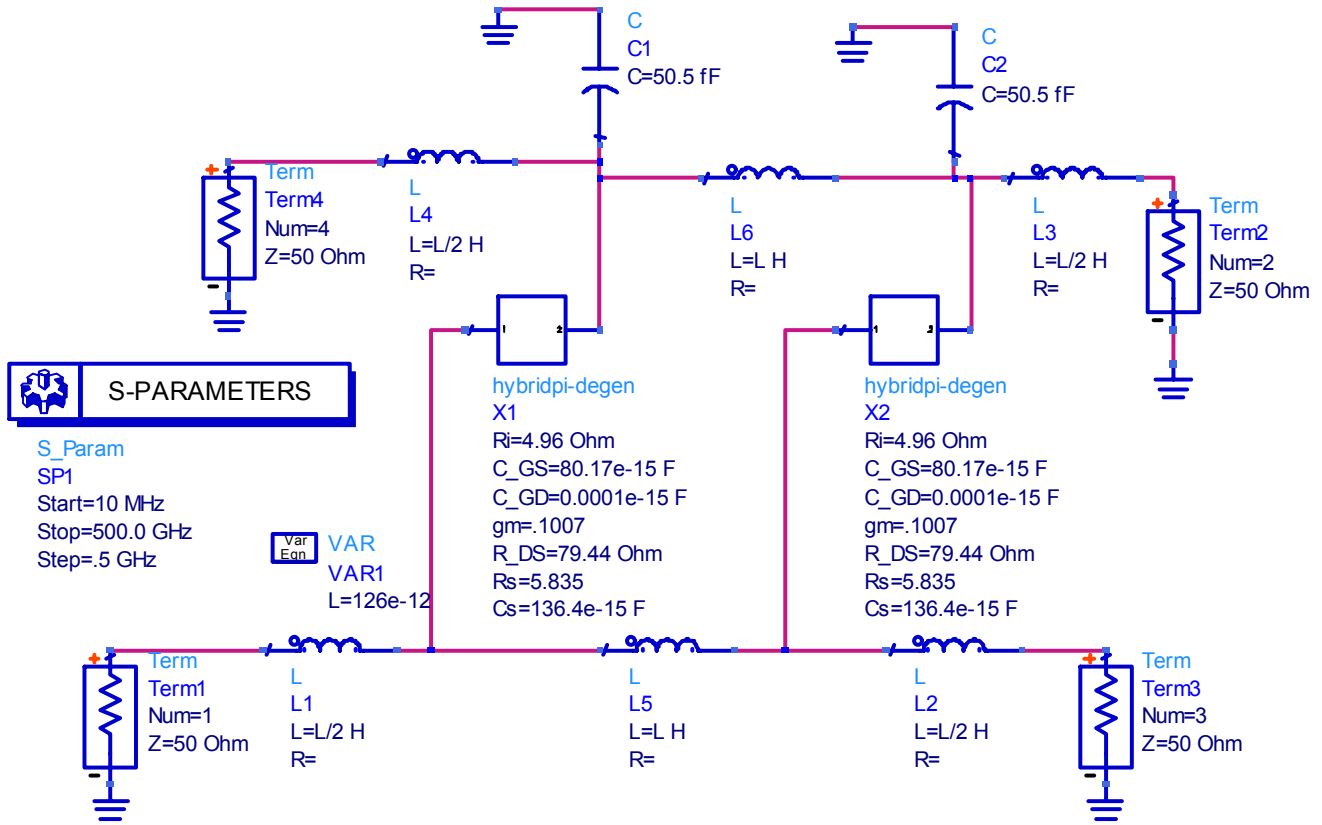 C
C1
C=50.5 fF
C
C2
C=50.5 fF
Term
Term4
Num=4
Z=50 Ohm
L
L4
L=L/2 H
R=
L
L6
L=L H
R=
L
L3
L=L/2 H
R=
Term
Term2
Num=2
Z=50 Ohm
1
2
hybridpi-degen
X1
Ri=4.96 Ohm
C_GS=80.17e-15 F
C_GD=0.0001e-15 F
gm=.1007
R_DS=79.44 Ohm
Rs=5.835
Cs=136.4e-15 F
1
hybridpi-degen
X2
Ri=4.96 Ohm
C_GS=80.17e-15 F
C_GD=0.0001e-15 F
gm=.1007
R_DS=79.44 Ohm
Rs=5.835
Cs=136.4e-15 F
S-PARAMETERS
S_Param
SP1
Start=10 MHz
Stop=500.0 GHz
Step=.5 GHz
Var
Eqn
VAR
VAR1
L=126e-12
Term
Term1
Num=1
Z=50 Ohm
L
L1
L=L/2 H
R=
L
L5
L=L H
R=
L
L2
L=L/2 H
R=
Term
Term3
Num=3
Z=50 Ohm